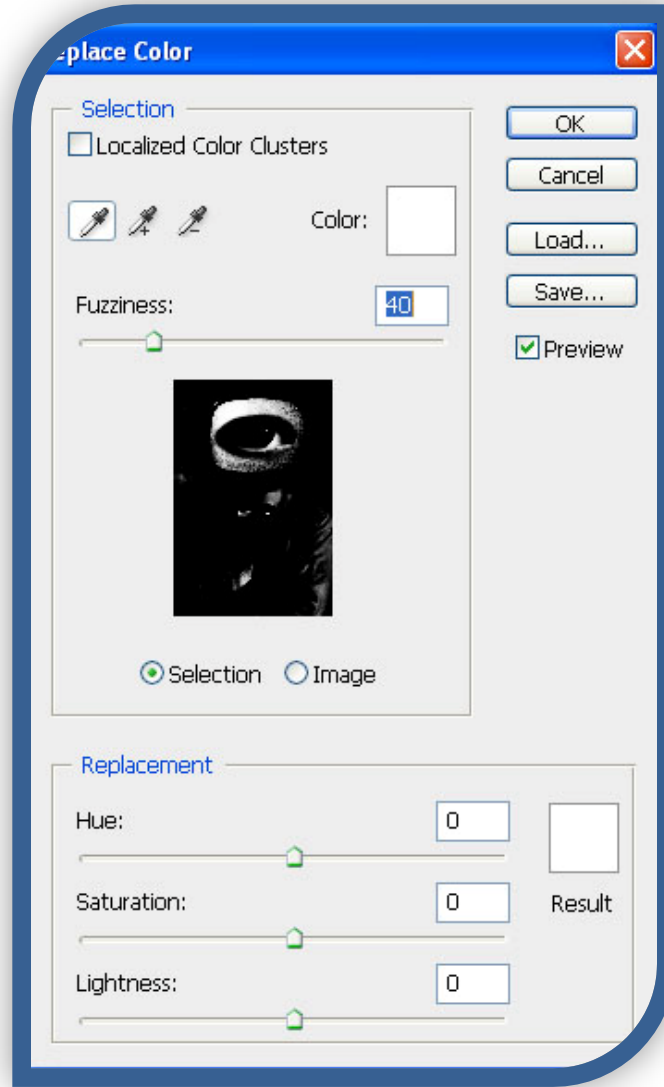 eplace Color
Selection
Localized Color Clusters
Color:
Fuzziness:
40
Selection
Image
OK
Cancel
Load...
Save...
Preview
Replacement
Hue:
0
Saturation:
0
Result
Lightness:
0